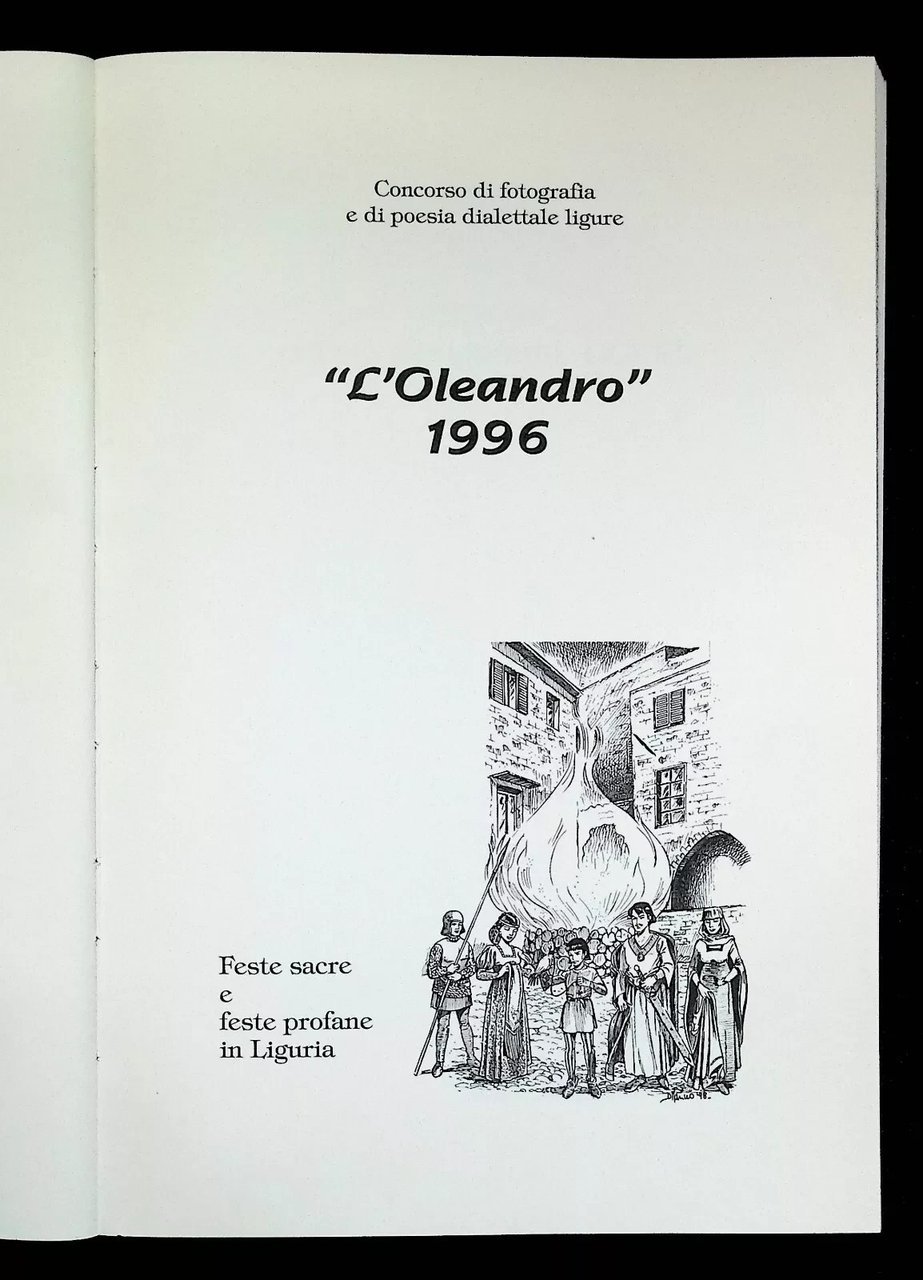 Concorso di fotografia
e di poesia dialettale ligure
“L’Oleandro”
1996
Feste sacre
e
feste profane
in Liguria